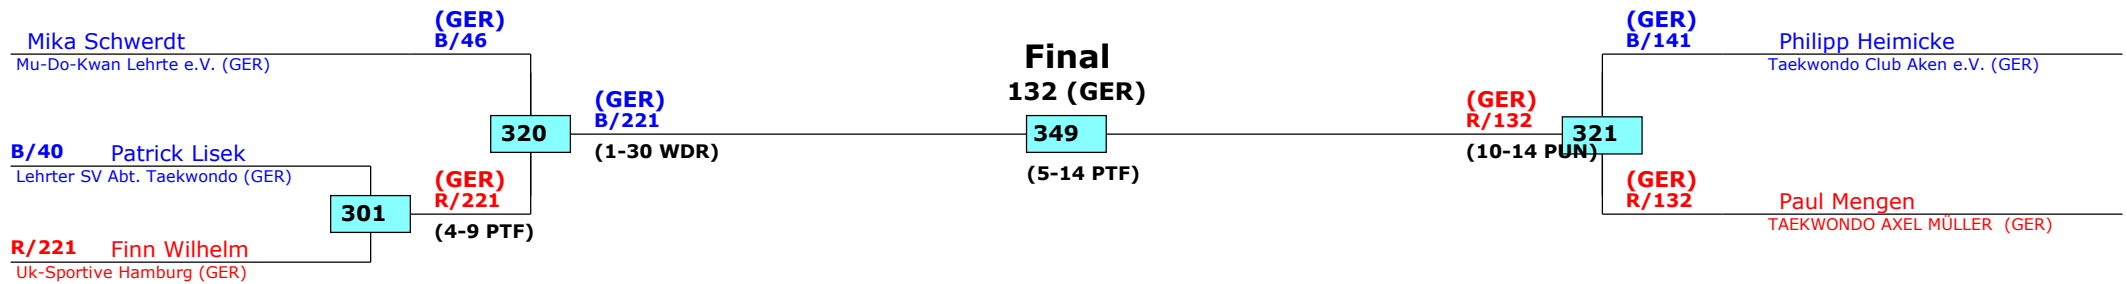 (GER)
B/46
Mika Schwerdt
Mu-Do-Kwan Lehrte e.V. (GER)
B/40 Patrick Lisek
Lehrter SV Abt. Taekwondo (GER)
301
R/221 Finn Wilhelm
Uk-Sportive Hamburg (GER)
(GER)
R/221
(4-9 PTF)
320
(GER)
B/221
(1-30 WDR)
Final
132 (GER)
349
(5-14 PTF)
(GER)
R/132
(10-14 PUN)
321
(GER)
B/141
Philipp Heimicke
Taekwondo Club Aken e.V. (GER)
(GER)
R/132
Paul Mengen
TAEKWONDO AXEL MÜLLER (GER)